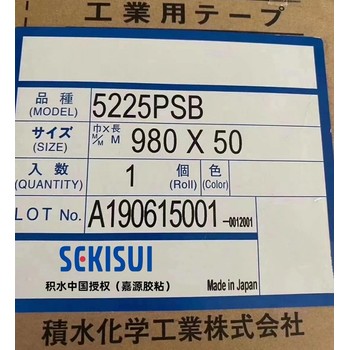 工業用テープ
品種 5225PSB
(MODEL)
サイズ 巾×長 980 X 50
(SIZE) M/M M
入数 1 個 色
(QUANTITY) (Roll) (Color)
LOT No. A190615001-0012001
SEKISUI
积水中国授权(嘉源胶粘) Made in Japan
積水化学工業株式会社